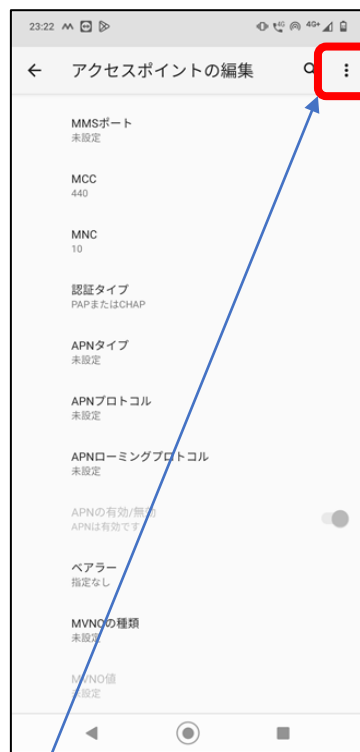 23:22 4G 4G+
アクセスポイントの編集
MMSポート
未設定
MCC
440
MNC
10
認証タイプ
PAPまたはCHAP
APNタイプ
未設定
APNプロトコル
未設定
APNローミングプロトコル
未設定
APNの有効/無効
APNは有効です
ベアラー
指定なし
MVNOの種類
未設定
MVNO値
未設定